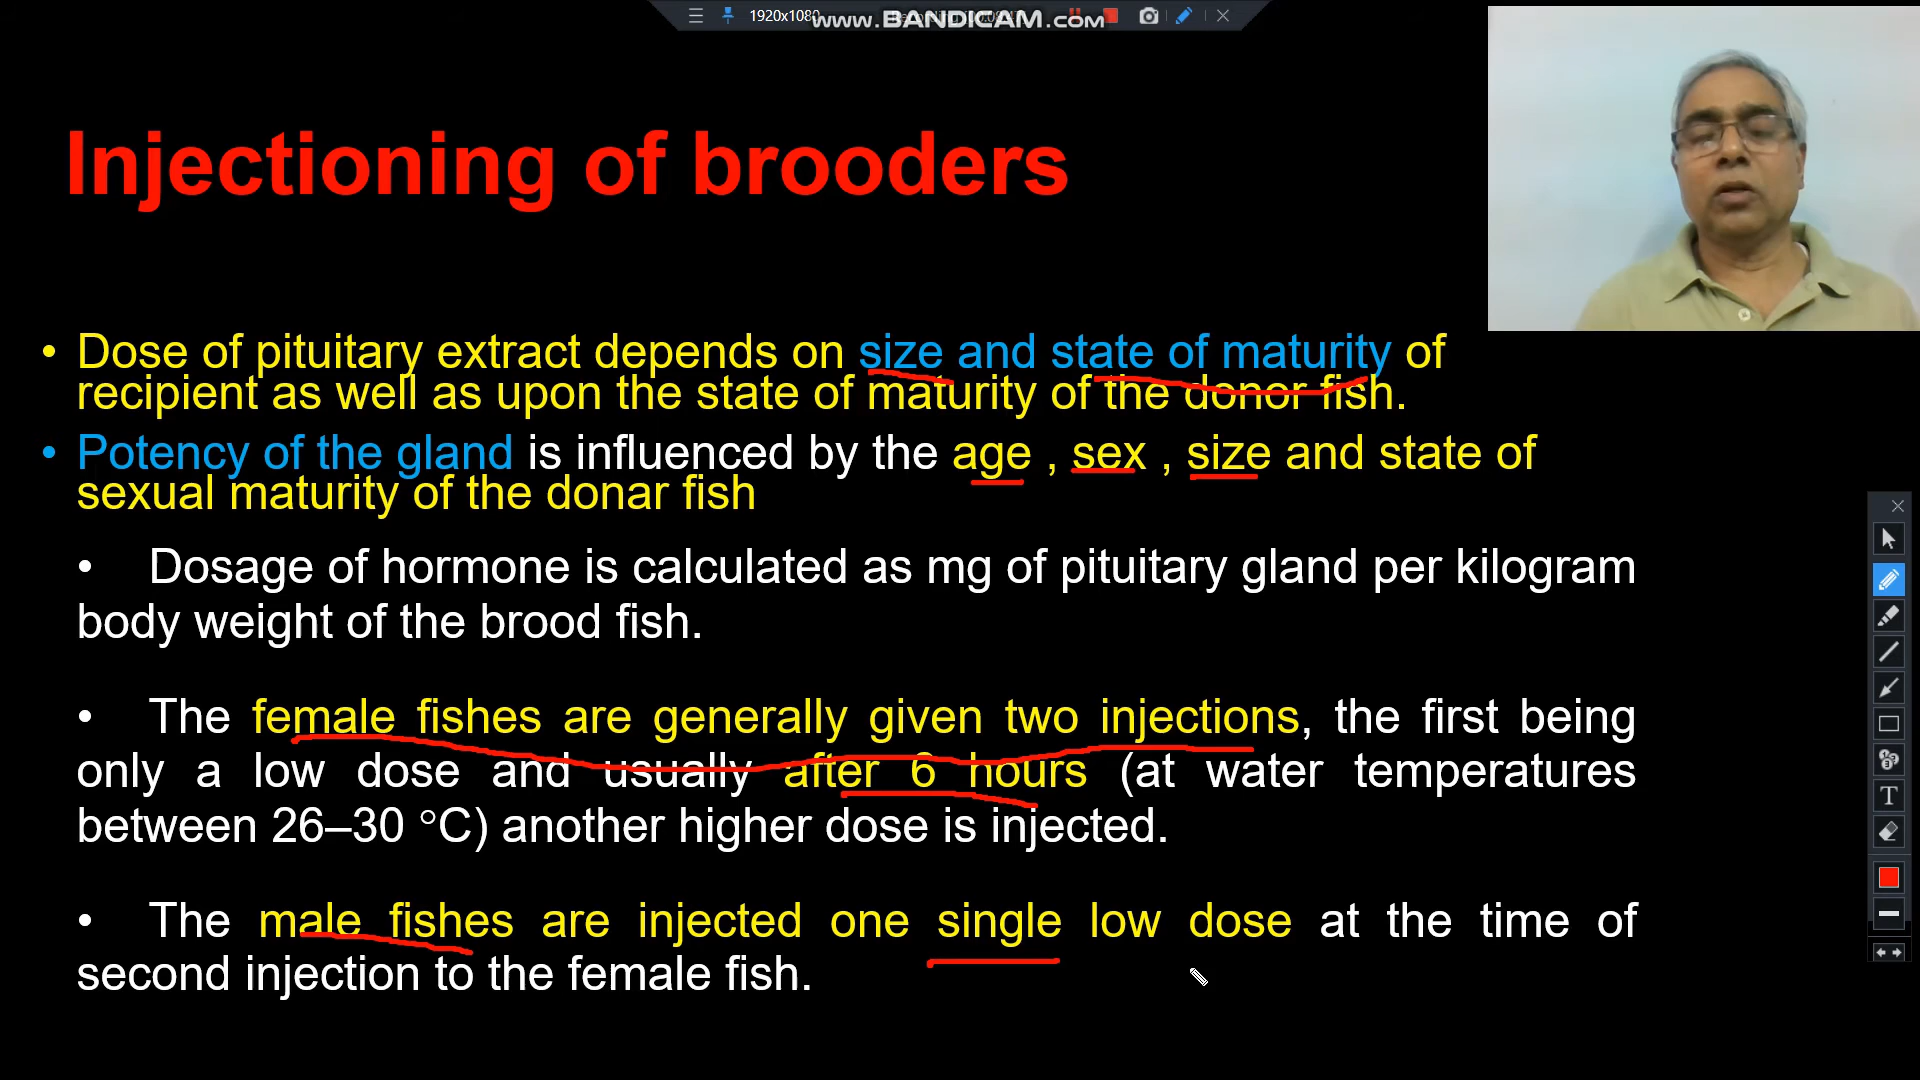 1920x1080
www.BANDICAM.com
Injectioning of brooders
• Dose of pituitary extract depends on size and state of maturity of
recipient as well as upon the state of maturity of the donor fish.
• Potency of the gland is influenced by the age , sex , size and state of
sexual maturity of the donar fish
• Dosage of hormone is calculated as mg of pituitary gland per kilogram
body weight of the brood fish.
• The female fishes are generally given two injections, the first being
only a low dose and usually after 6 hours (at water temperatures
between 26–30 °C) another higher dose is injected.
• The male fishes are injected one single low dose at the time of
second injection to the female fish.
T